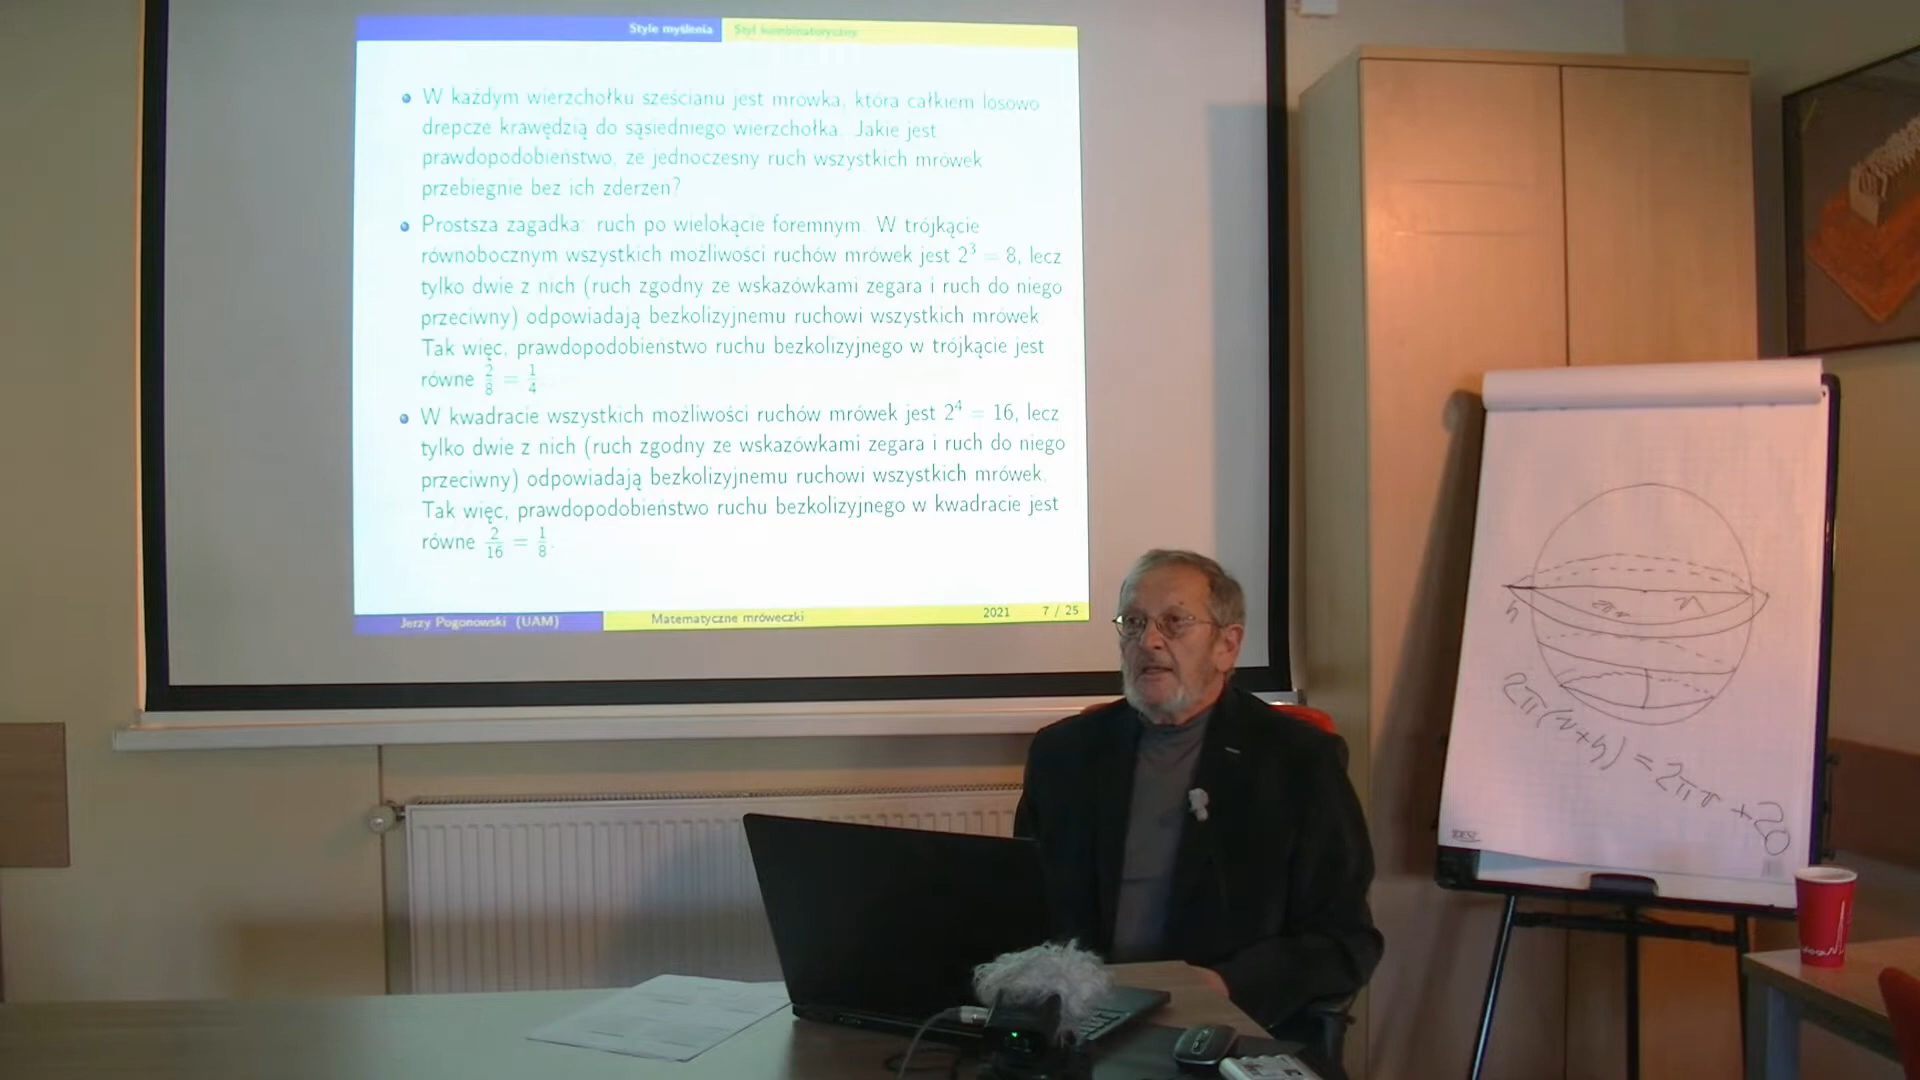 Style myślenia Styl kombinatoryczny
W każdym wierzchołku sześcianu jest mrówka, która całkiem losowo
drepcze krawędzią do sąsiedniego wierzchołka. Jakie jest
prawdopodobieństwo, że jednoczesny ruch wszystkich mrówek
przebiegnie bez ich zderzeń?
Prostsza zagadka: ruch po wielokącie foremnym. W trójkącie
równobocznym wszystkich możliwości ruchów mrówek jest 2³ = 8, lecz
tylko dwie z nich (ruch zgodny ze wskazówkami zegara i ruch do niego
przeciwny) odpowiadają bezkolizyjnemu ruchowi wszystkich mrówek.
Tak więc, prawdopodobieństwo ruchu bezkolizyjnego w trójkącie jest
równe 2/8 = 1/4.
W kwadracie wszystkich możliwości ruchów mrówek jest 2⁴ = 16, lecz
tylko dwie z nich (ruch zgodny ze wskazówkami zegara i ruch do niego
przeciwny) odpowiadają bezkolizyjnemu ruchowi wszystkich mrówek.
Tak więc, prawdopodobieństwo ruchu bezkolizyjnego w kwadracie jest
równe 2/16 = 1/8.
Jerzy Pogonowski (UAM) Matematyczne mróweczki 2021 7 / 25
h
2π(r+h) = 2πr + 20